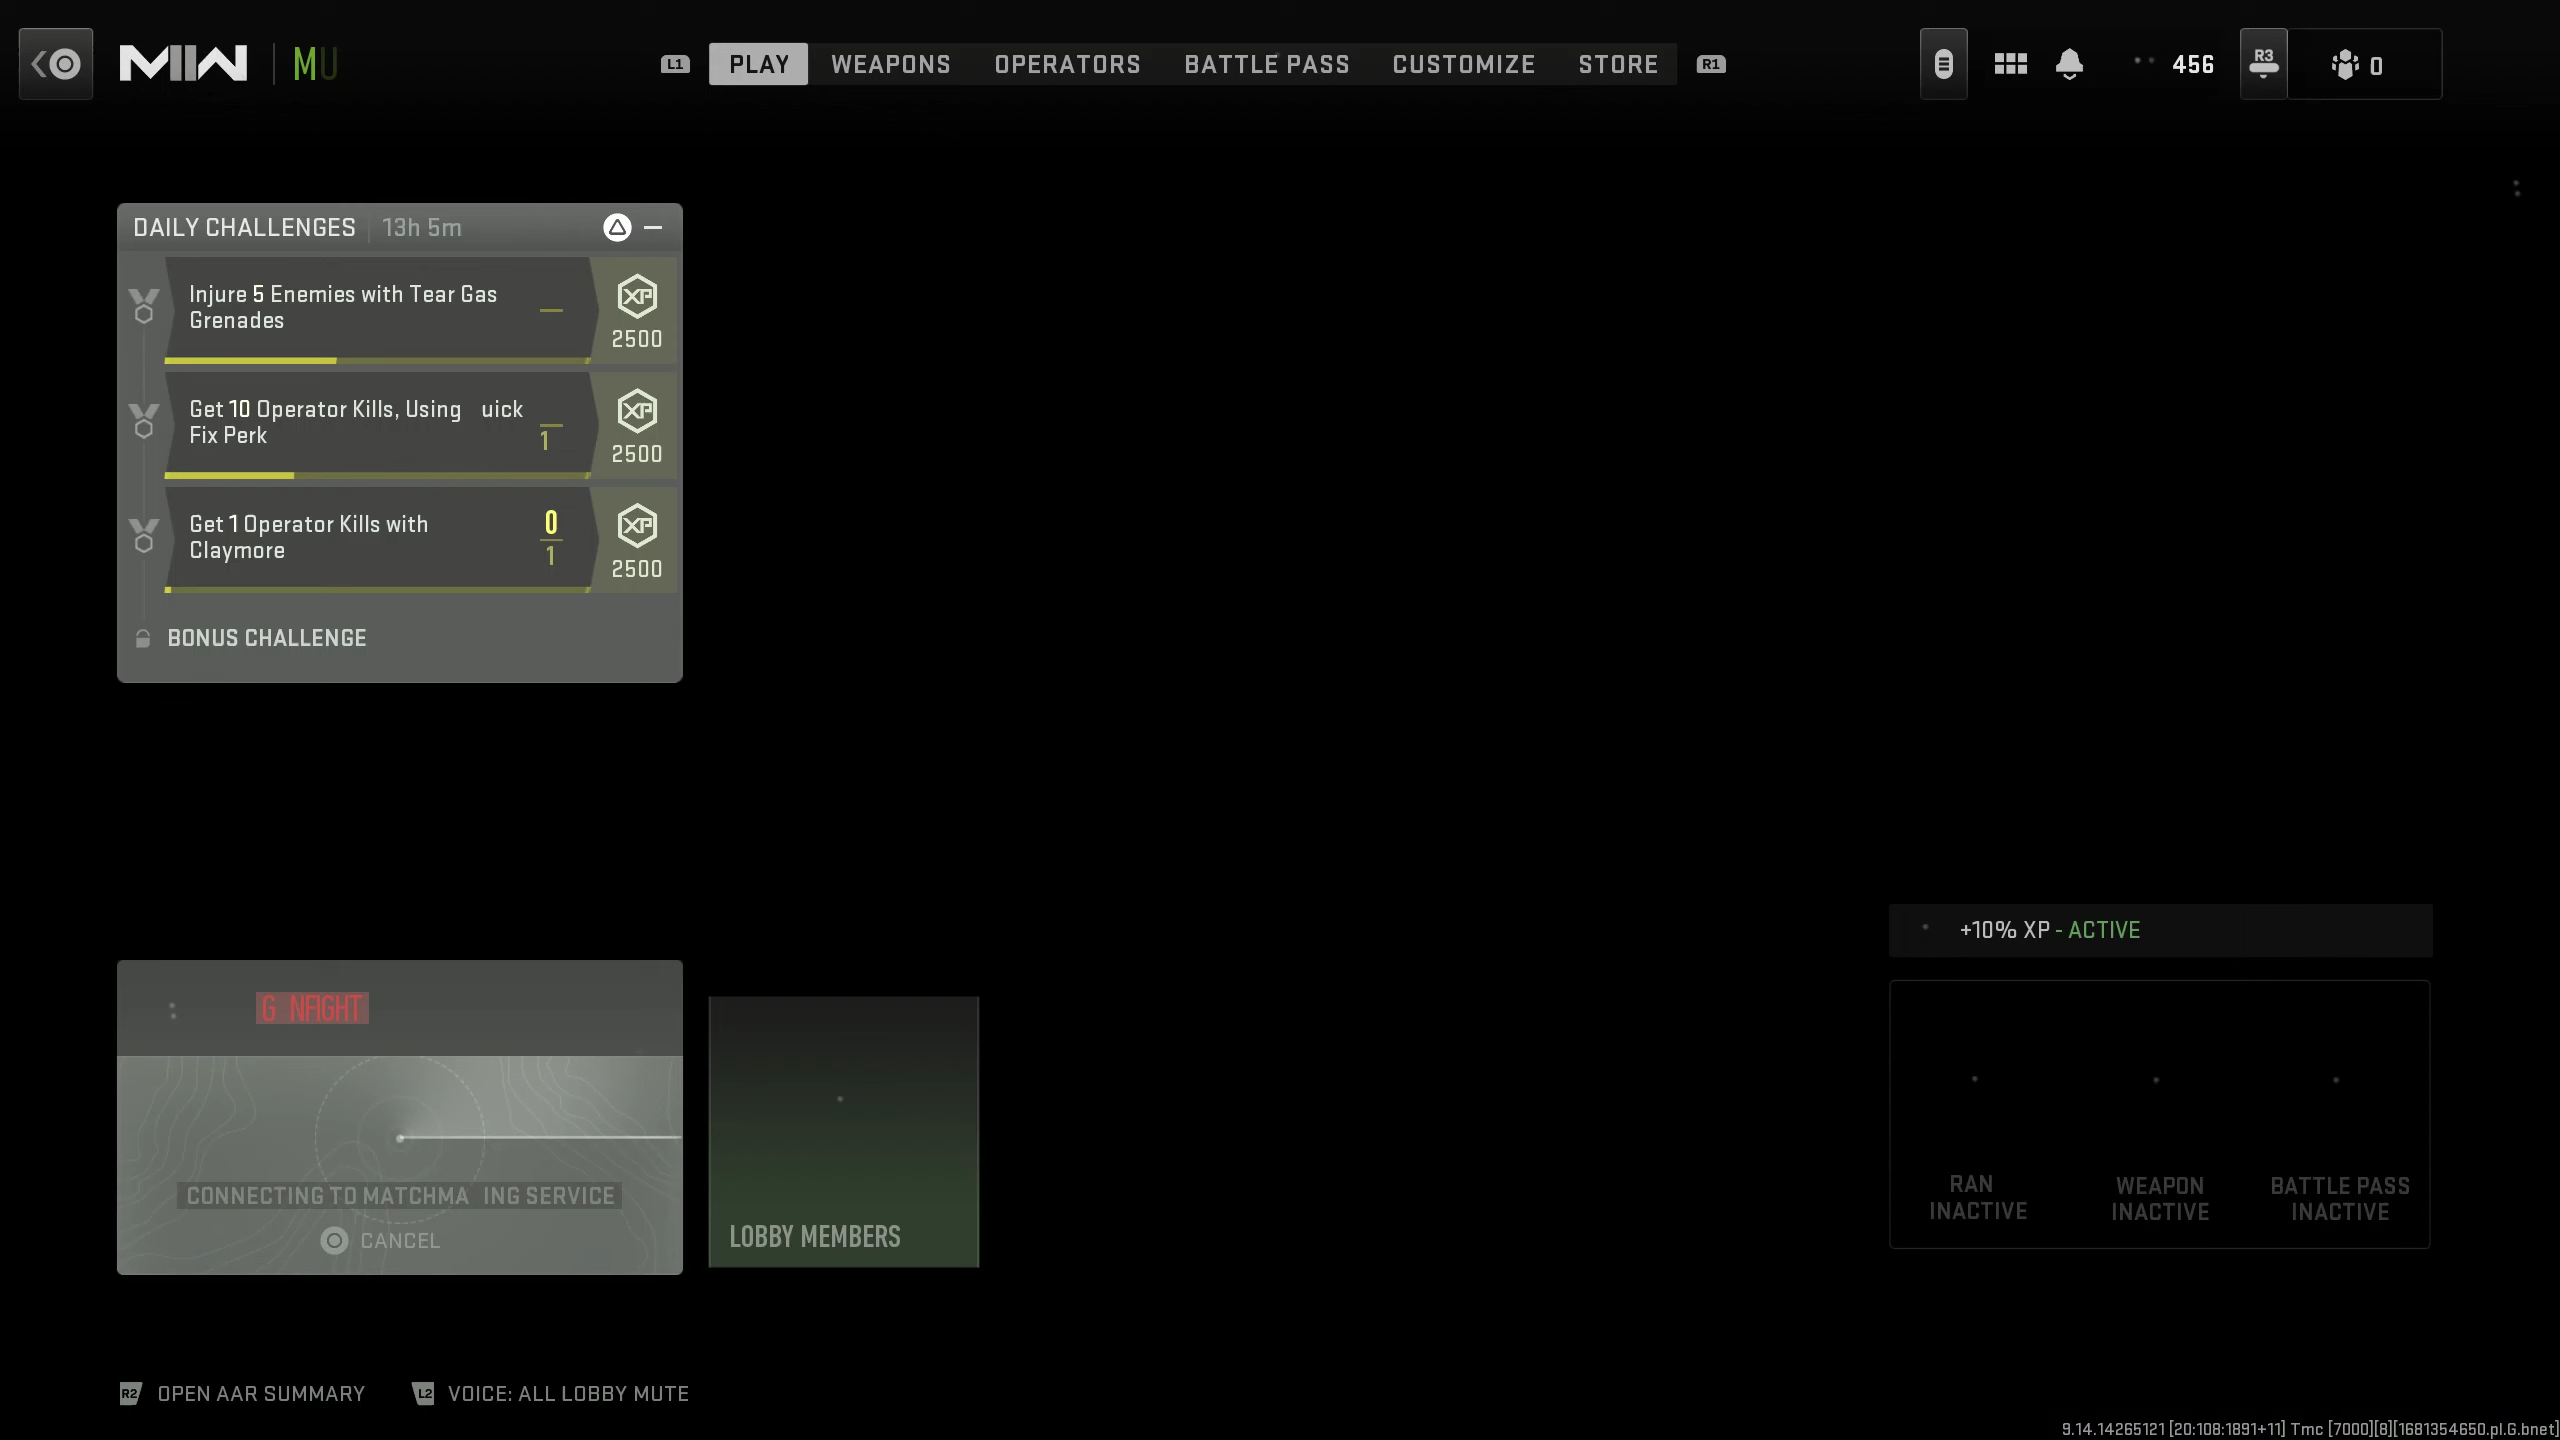 MW MU
L1 PLAY WEAPONS OPERATORS BATTLE PASS CUSTOMIZE STORE R1
456 R3 0
DAILY CHALLENGES 13h 5m
Injure 5 Enemies with Tear Gas
Grenades
XP
2500
Get 10 Operator Kills, Using uick
Fix Perk
1
XP
2500
Get 1 Operator Kills with
Claymore
0
1
XP
2500
BONUS CHALLENGE
+10% XP - ACTIVE
G NFIGHT
CONNECTING TO MATCHMA ING SERVICE
CANCEL
LOBBY MEMBERS
RAN
INACTIVE
WEAPON
INACTIVE
BATTLE PASS
INACTIVE
R2 OPEN AAR SUMMARY L2 VOICE: ALL LOBBY MUTE
9.14.14265121 [20:108:1891+11] Tmc [7000][8][1681354650.pl.G.bnet]